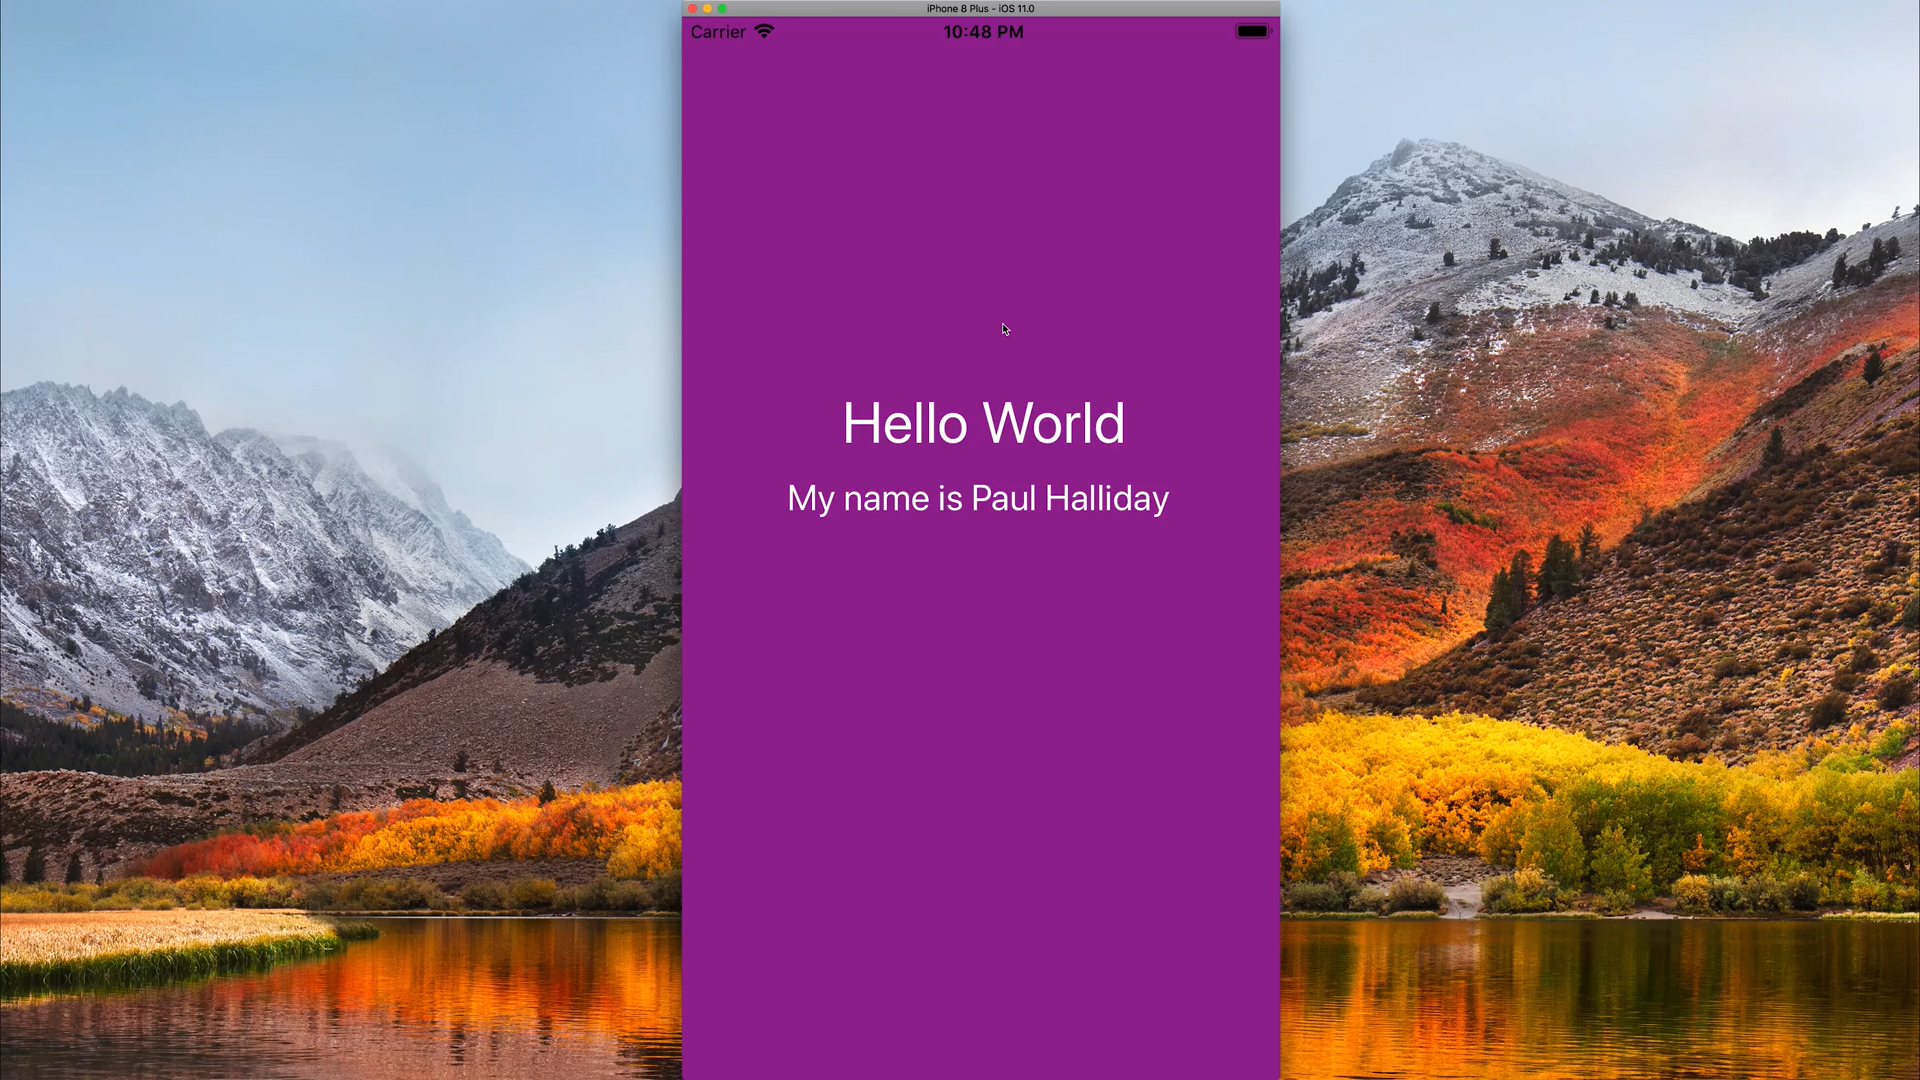 iPhone 8 Plus - iOS 11.0
Carrier 10:48 PM
Hello World
My name is Paul Halliday